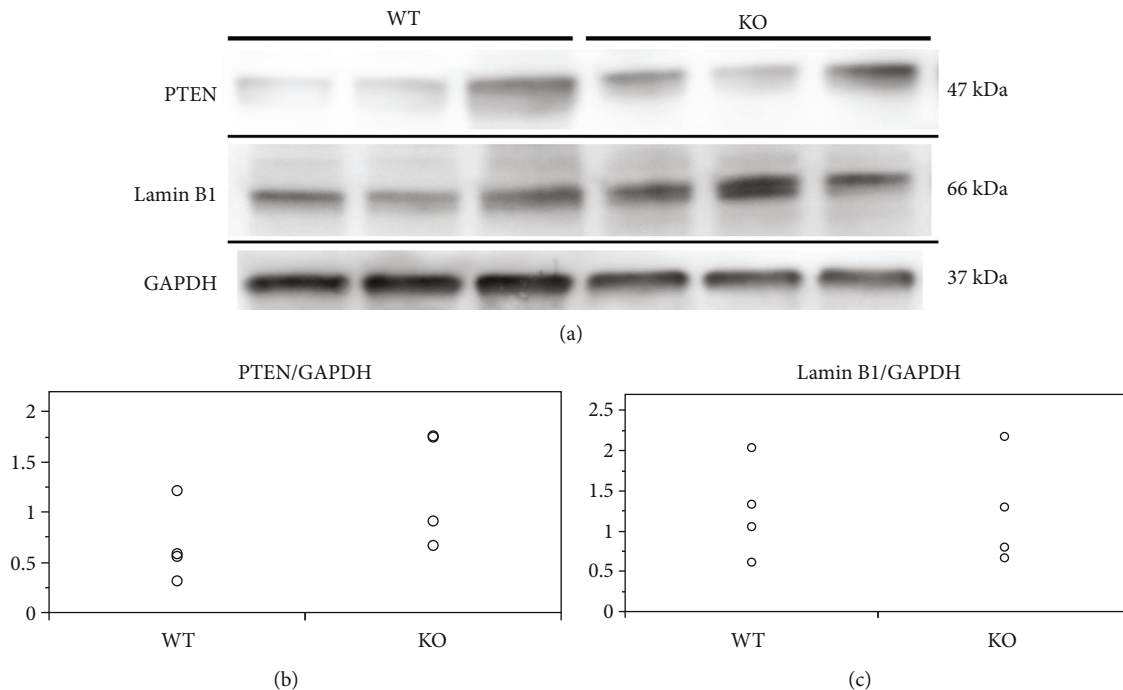 WT KO
PTEN 47 kDa
Lamin B1 66 kDa
GAPDH 37 kDa
(a)
PTEN/GAPDH
2
1.5
1
0.5
0
WT KO
(b)
Lamin B1/GAPDH
2.5
2
1.5
1
0.5
0
WT KO
(c)